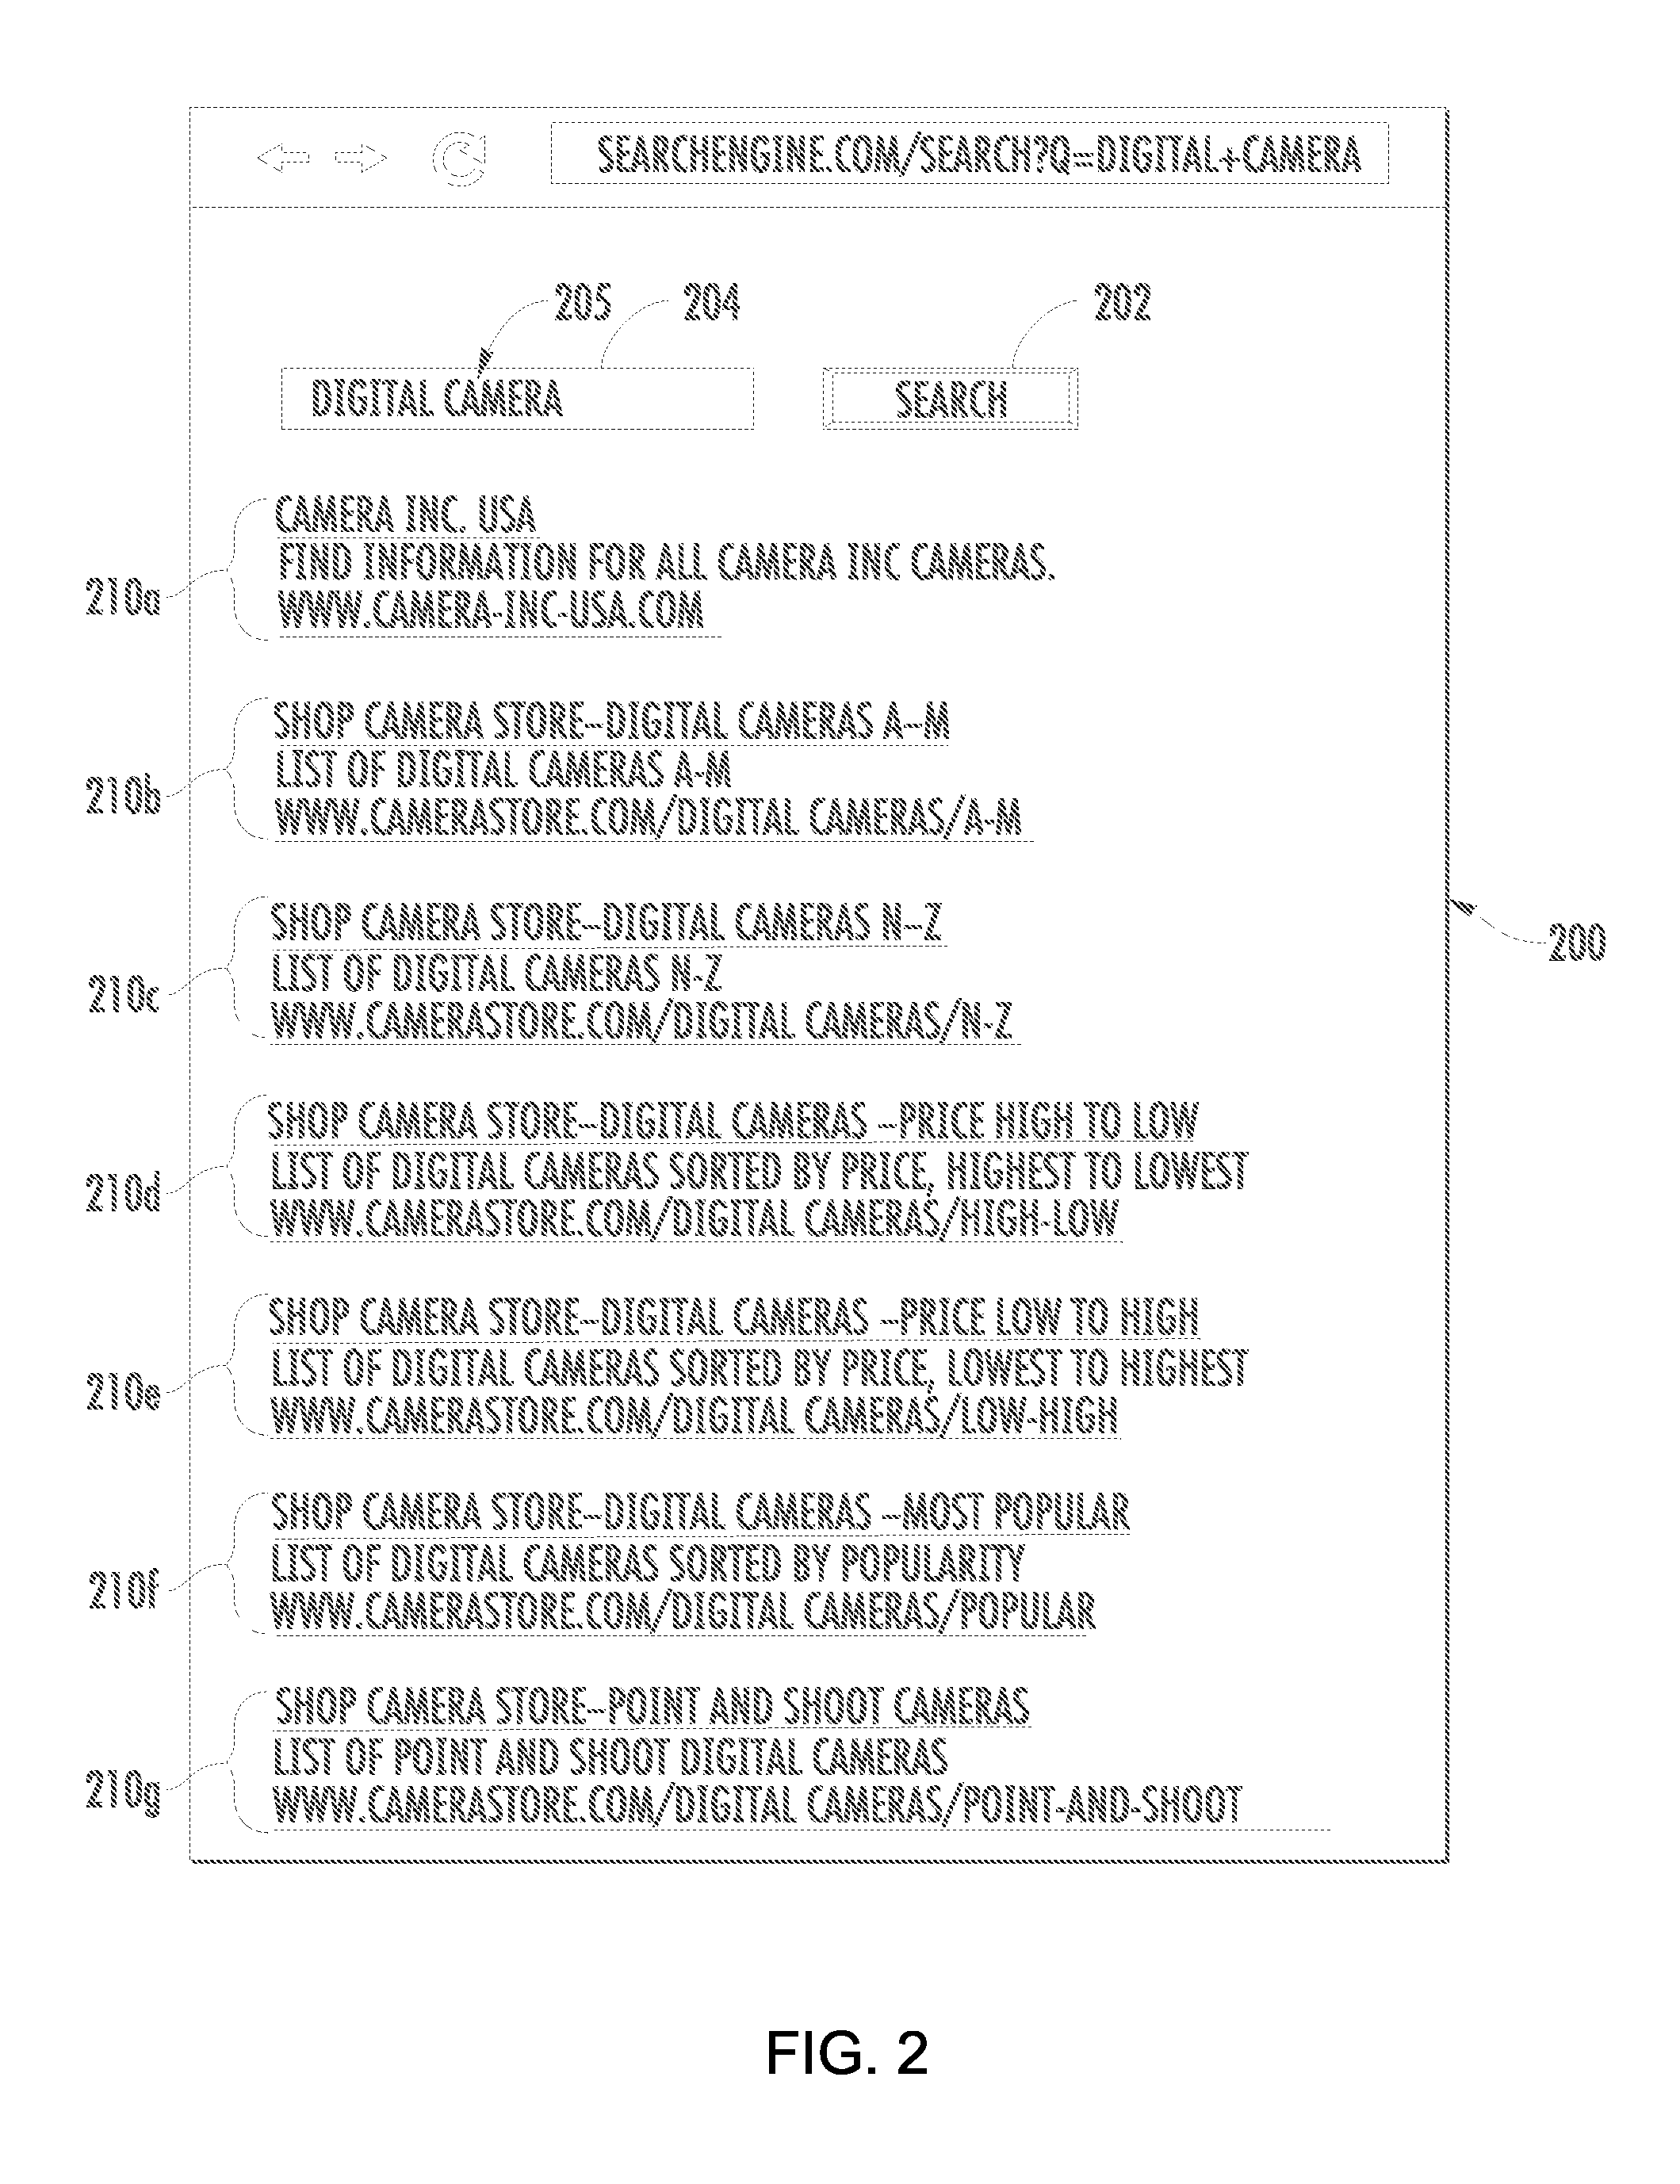 SEARCHENGINE.COM/SEARCH?Q=DIGITAL+CAMERA
205 204 202
DIGITAL CAMERA SEARCH
CAMERA INC. USA
FIND INFORMATION FOR ALL CAMERA INC CAMERAS.
210a
WWW.CAMERA-INC-USA.COM
SHOP CAMERA STORE--DIGITAL CAMERAS A--M
LIST OF DIGITAL CAMERAS A-M
210b
WWW.CAMERASTORE.COM/DIGITAL CAMERAS/A-M
SHOP CAMERA STORE--DIGITAL CAMERAS N--Z
200
LIST OF DIGITAL CAMERAS N-Z
210c
WWW.CAMERASTORE.COM/DIGITAL CAMERAS/N-Z
SHOP CAMERA STORE--DIGITAL CAMERAS --PRICE HIGH TO LOW
LIST OF DIGITAL CAMERAS SORTED BY PRICE, HIGHEST TO LOWEST
210d
WWW.CAMERASTORE.COM/DIGITAL CAMERAS/HIGH-LOW
SHOP CAMERA STORE--DIGITAL CAMERAS --PRICE LOW TO HIGH
LIST OF DIGITAL CAMERAS SORTED BY PRICE, LOWEST TO HIGHEST
210e
WWW.CAMERASTORE.COM/DIGITAL CAMERAS/LOW-HIGH
SHOP CAMERA STORE--DIGITAL CAMERAS --MOST POPULAR
LIST OF DIGITAL CAMERAS SORTED BY POPULARITY
210f
WWW.CAMERASTORE.COM/DIGITAL CAMERAS/POPULAR
SHOP CAMERA STORE--POINT AND SHOOT CAMERAS
LIST OF POINT AND SHOOT DIGITAL CAMERAS
210g
WWW.CAMERASTORE.COM/DIGITAL CAMERAS/POINT-AND-SHOOT
FIG. 2